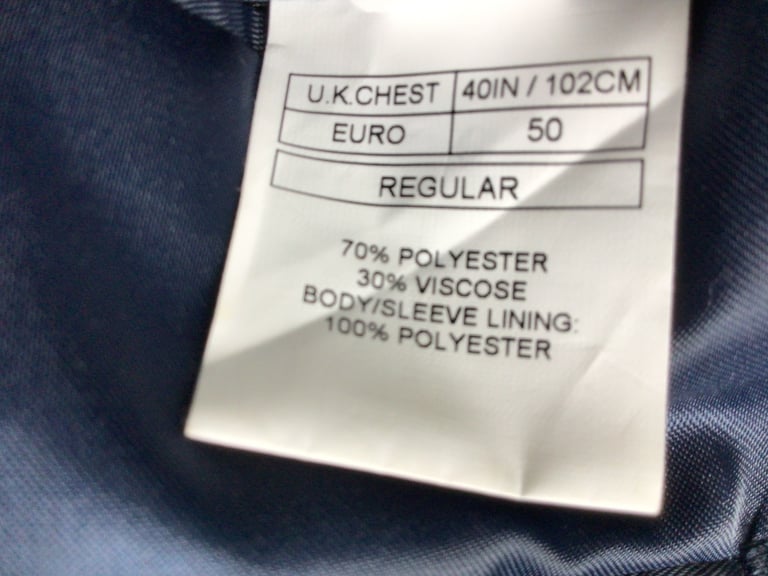 U.K.CHEST 40IN / 102CM
EURO 50
REGULAR
70% POLYESTER
30% VISCOSE
BODY/SLEEVE LINING:
100% POLYESTER